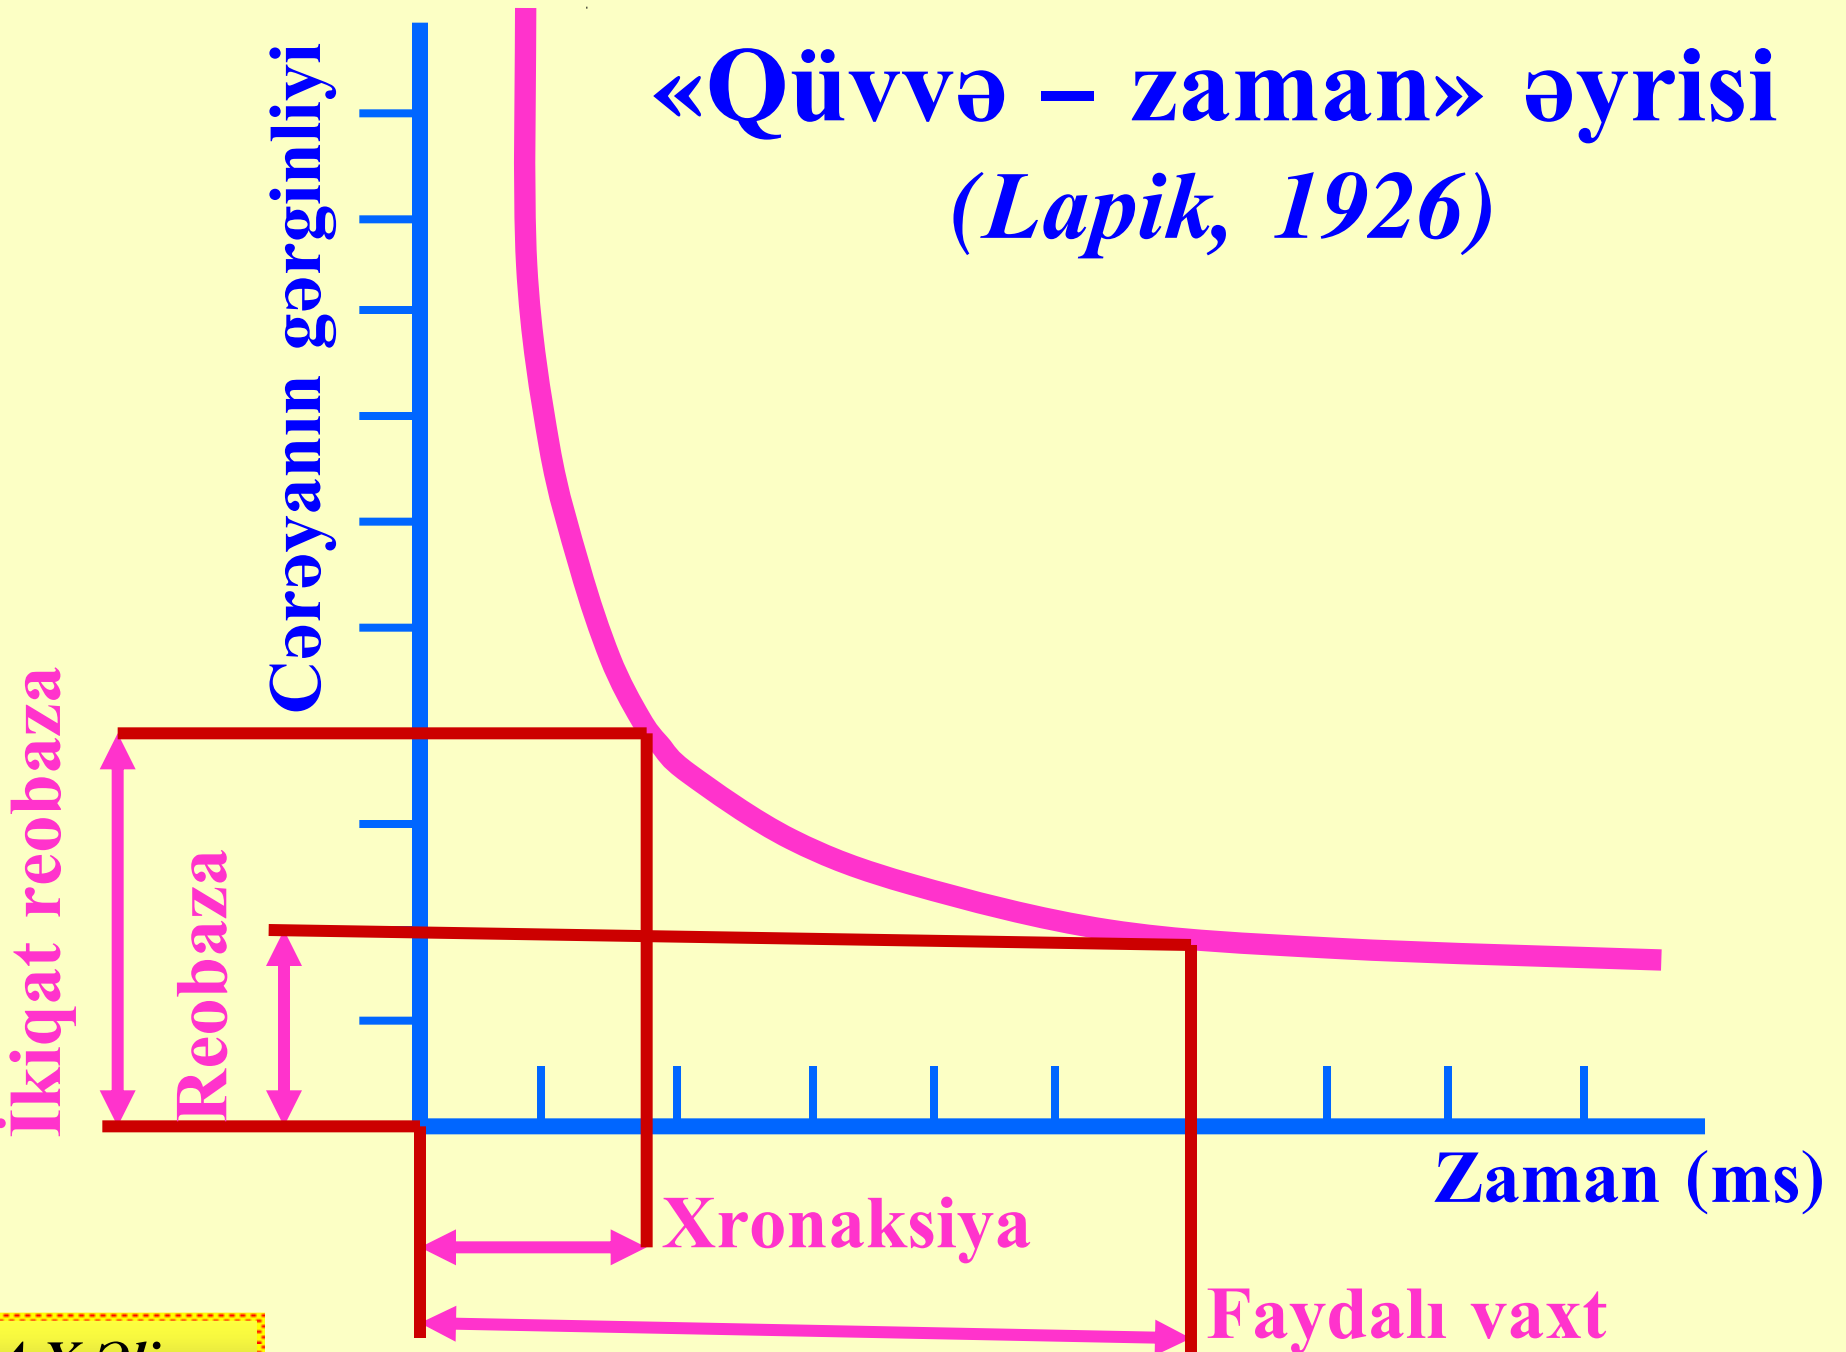 «Qüvvə – zaman» əyrisi
(Lapik, 1926)
Cərəyanın gərginliyi
İkiqat reobaza
Reobaza
Zaman (ms)
Xronaksiya
Faydalı vaxt